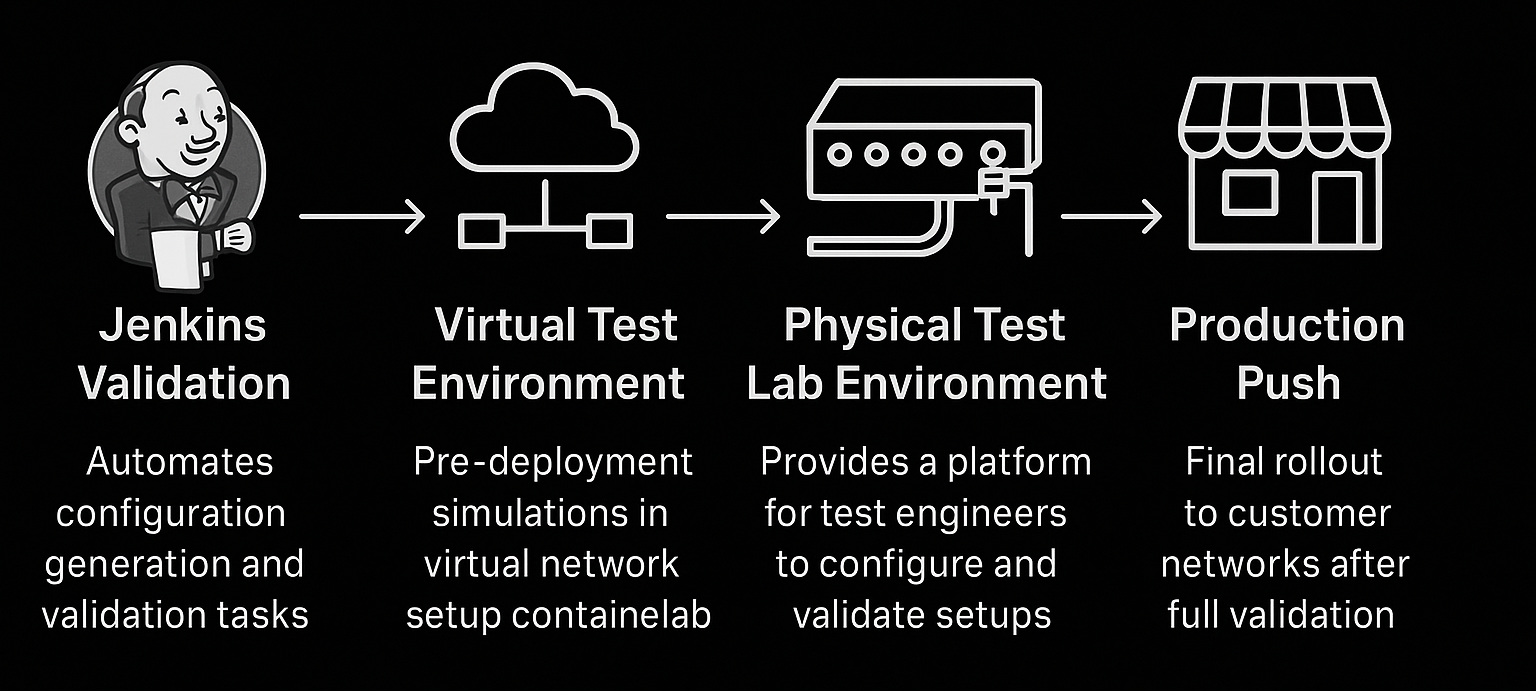 Jenkins
Validation
Automates
configuration
generation and
validation tasks
Virtual Test
Environment
Pre-deployment
simulations in
virtual network
setup containelab
Physical Test
Lab Environment
Provides a platform
for test engineers
to configure and
validate setups
Production
Push
Final rollout
to customer
networks after
full validation